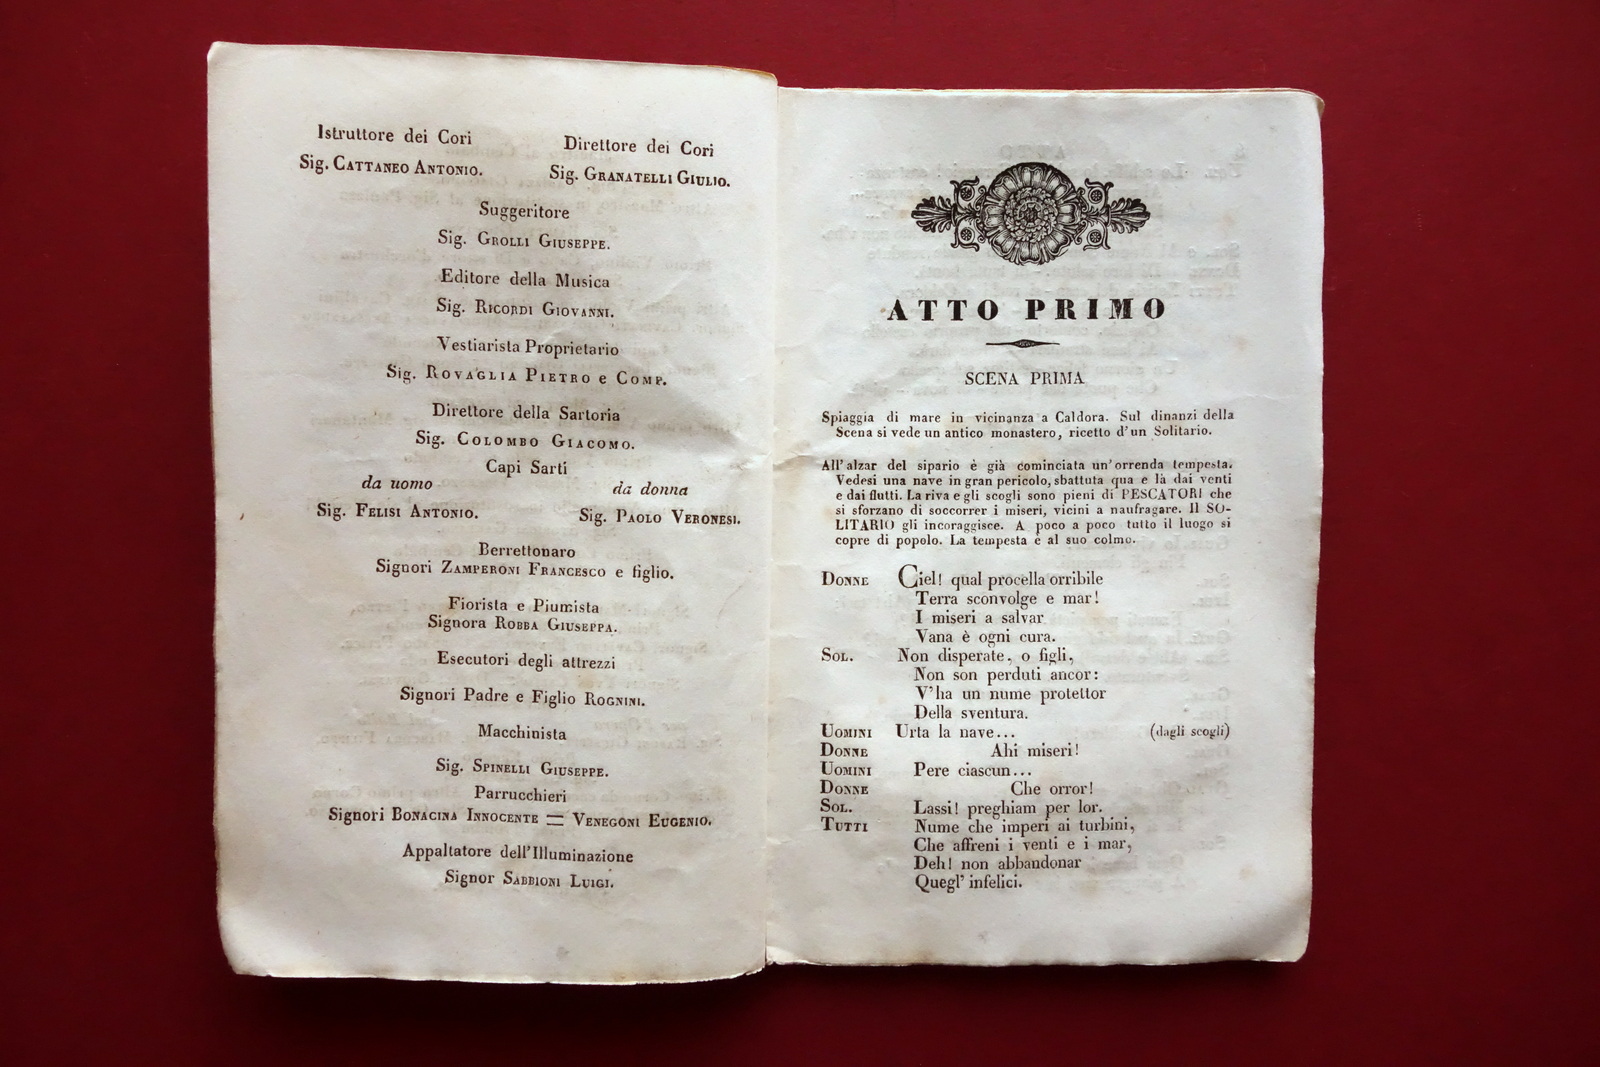 Istruttore dei Cori
Sig. CATTANEO ANTONIO.
Direttore dei Cori
Sig. GRANATELLI GIULIO.
Suggeritore
Sig. GROLLI GIUSEPPE.
Editore della Musica
Sig. RICORDI GIOVANNI.
Vestiarista Proprietario
Sig. ROVAGLIA PIETRO e COMP.
Direttore della Sartoria
Sig. COLOMBO GIACOMO.
Capi Sarti
da uomo
Sig. FELISI ANTONIO.
da donna
Sig. PAOLO VERONESI.
Berrettonaro
Signori ZAMPERONI FRANCESCO e figlio.
Fiorista e Piumista
Signora ROBBA GIUSEPPA.
Esecutori degli attrezzi
Signori Padre e Figlio ROGNINI.
Macchinista
Sig. SPINELLI GIUSEPPE.
Parrucchieri
Signori BONACINA INNOCENTE = VENEGONI EUGENIO.
Appaltatore dell'Illuminazione
Signor SABBIONI LUIGI.
ATTO PRIMO
SCENA PRIMA
Spiaggia di mare in vicinanza a Caldora. Sul dinanzi della
Scena si vede un antico monastero, ricetto d'un Solitario.
All'alzar del sipario è già cominciata un'orrenda tempesta.
Vedesi una nave in gran pericolo, sbattuta qua e là dai venti
e dai flutti. La riva e gli scogli sono pieni di PESCATORI che
si sforzano di soccorrer i miseri, vicini a naufragare. Il SO-
LITARIO gli incoraggisce. A poco a poco tutto il luogo si
copre di popolo. La tempesta è al suo colmo.
DONNE Ciel! qual procella orribile
Terra sconvolge e mar!
I miseri a salvar
Vana è ogni cura.
SOL. Non disperate, o figli,
Non son perduti ancor:
V'ha un nume protettor
Della sventura.
UOMINI Urta la nave... (dagli scogli)
DONNE Ahi miseri!
UOMINI Pere ciascun...
DONNE Che orror!
SOL. Lassi! preghiam per lor.
TUTTI Nume che imperi ai turbini,
Che affreni i venti e i mar,
Deh! non abbandonar
Quegl' infelici.